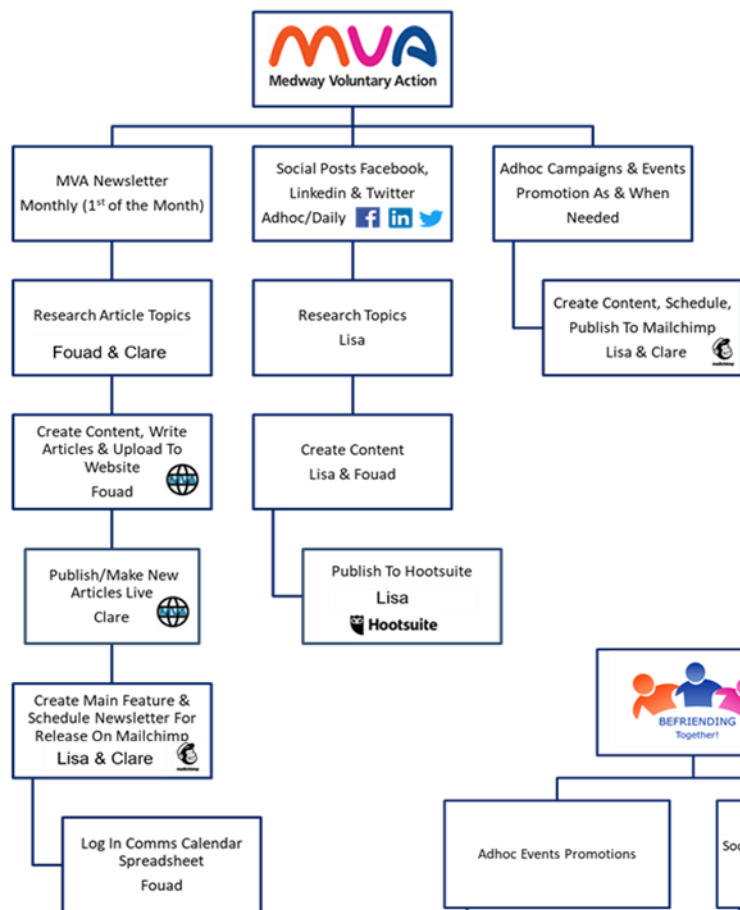 MVA
Medway Voluntary Action
MVA Newsletter
Monthly (1st of the Month)
Social Posts Facebook,
Linkedin & Twitter
Adhoc/Daily
Adhoc Campaigns & Events
Promotion As & When
Needed
Research Article Topics
Fouad & Clare
Research Topics
Lisa
Create Content, Schedule,
Publish To Mailchimp
Lisa & Clare
mailchimp
Create Content, Write
Articles & Upload To
Website
Fouad
Create Content
Lisa & Fouad
Publish/Make New
Articles Live
Clare
Publish To Hootsuite
Lisa
Hootsuite
Create Main Feature &
Schedule Newsletter For
Release On Mailchimp
Lisa & Clare
mailchimp
BEFRIENDING
Together!
Log In Comms Calendar
Spreadsheet
Fouad
Adhoc Events Promotions